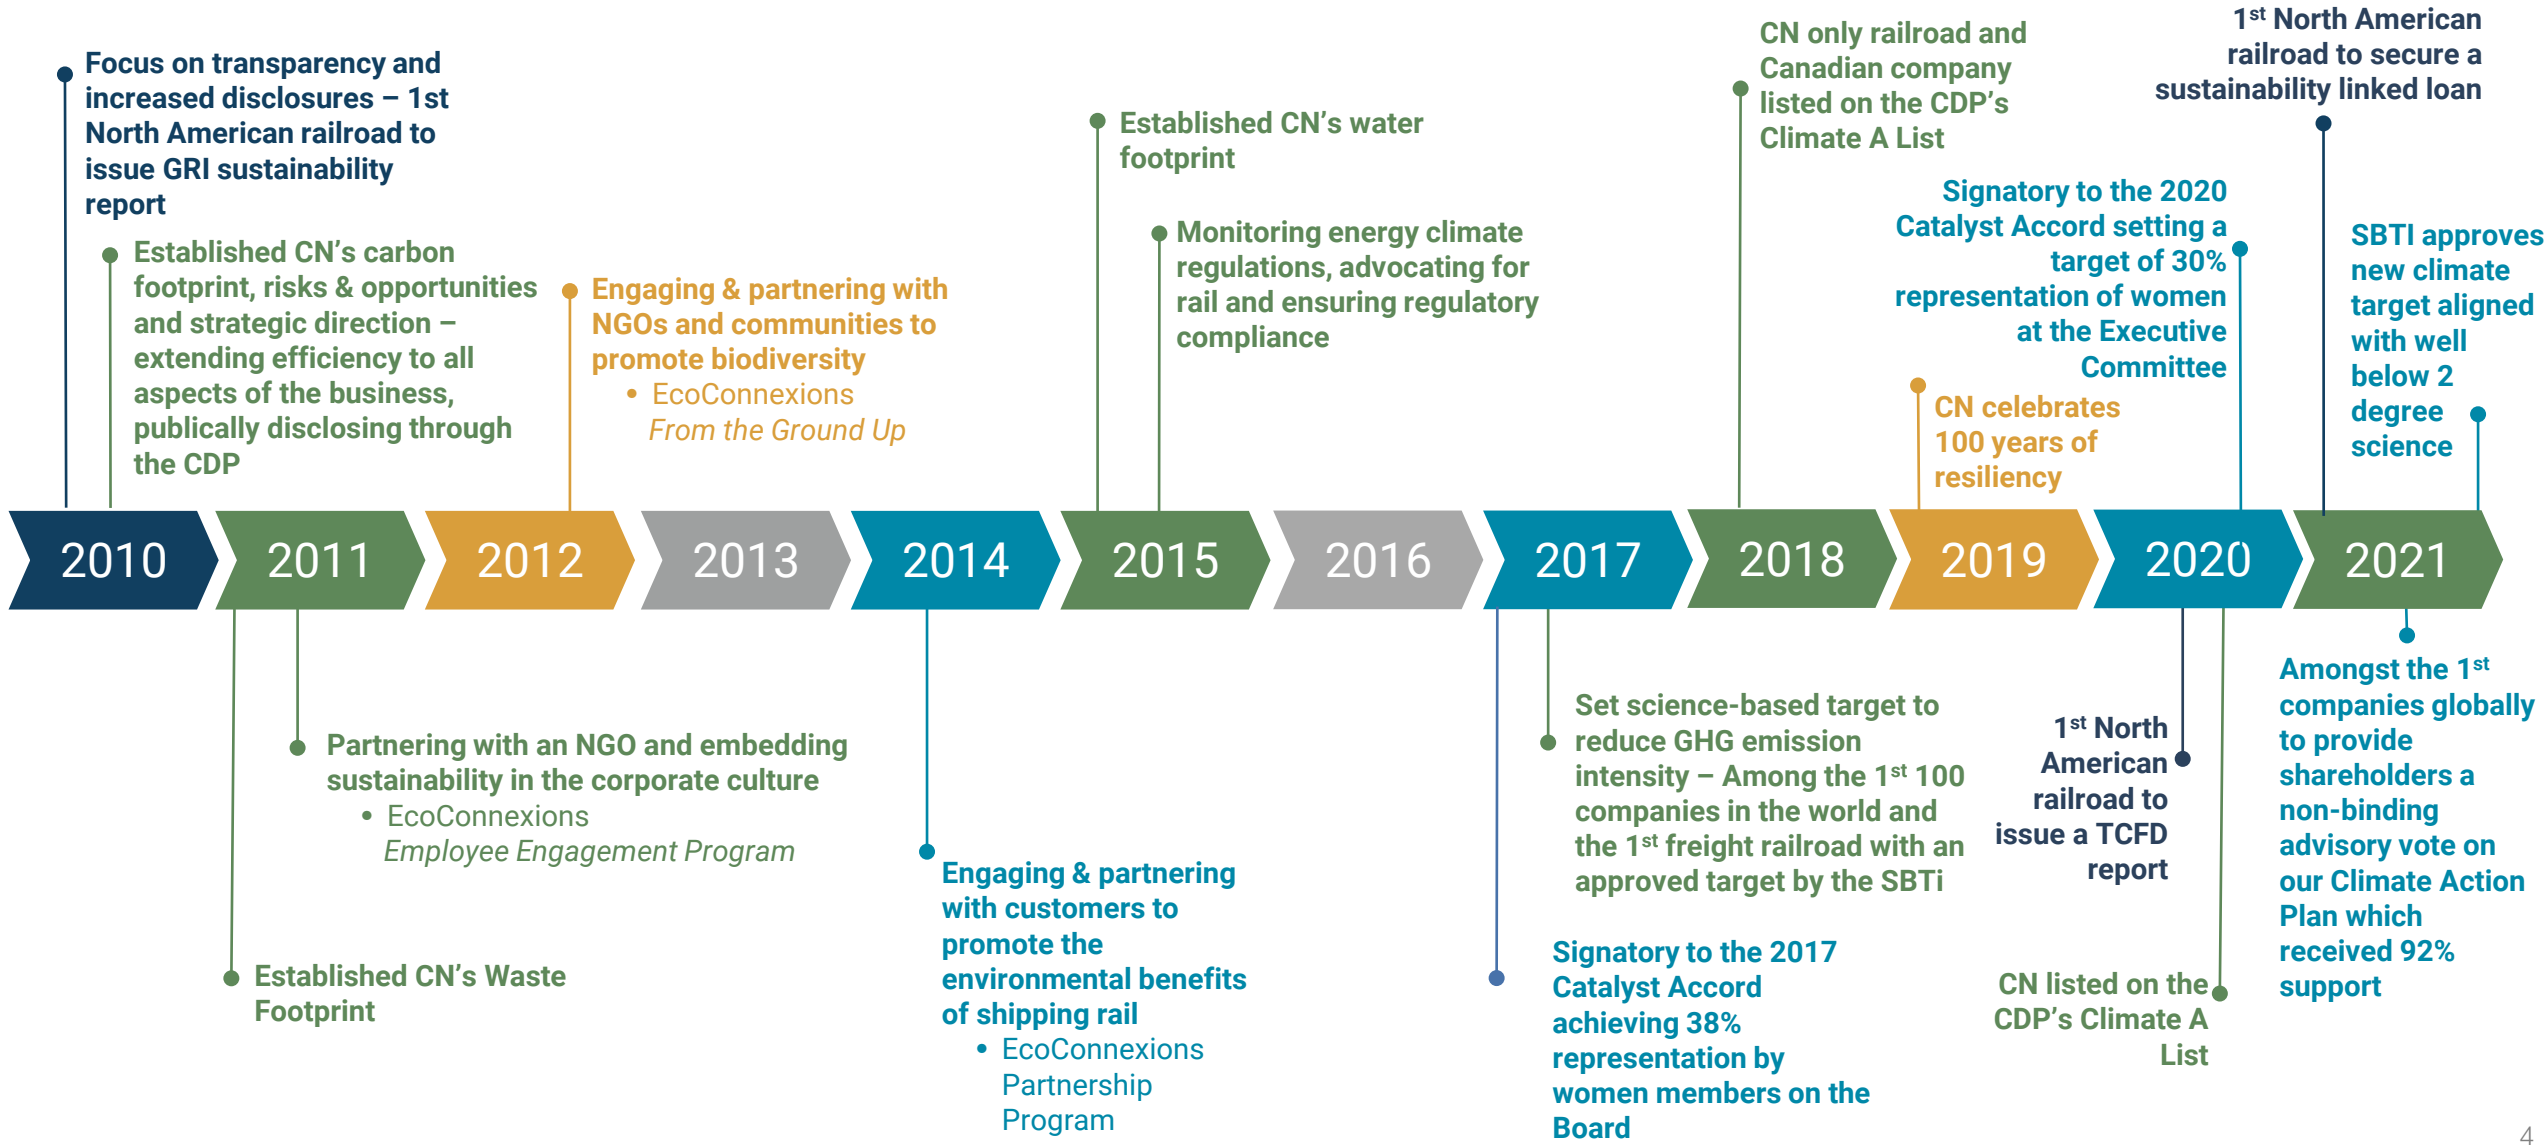 Focus on transparency and
increased disclosures – 1st
North American railroad to
issue GRI sustainability
report
Established CN’s carbon
footprint, risks & opportunities
and strategic direction –
extending efficiency to all
aspects of the business,
publically disclosing through
the CDP
Engaging & partnering with
NGOs and communities to
promote biodiversity
• EcoConnexions
From the Ground Up
Established CN’s water
footprint
Monitoring energy climate
regulations, advocating for
rail and ensuring regulatory
compliance
CN only railroad and
Canadian company
listed on the CDP’s
Climate A List
CN celebrates
100 years of
resiliency
Signatory to the 2020
Catalyst Accord setting a
target of 30%
representation of women
at the Executive
Committee
1st North American
railroad to secure a
sustainability linked loan
SBTI approves
new climate
target aligned
with well
below 2
degree
science
2010
2011
2012
2013
2014
2015
2016
2017
2018
2019
2020
2021
Partnering with an NGO and embedding
sustainability in the corporate culture
• EcoConnexions
Employee Engagement Program
Established CN’s Waste
Footprint
Engaging & partnering
with customers to
promote the
environmental benefits
of shipping rail
• EcoConnexions
Partnership
Program
Set science-based target to
reduce GHG emission
intensity – Among the 1st 100
companies in the world and
the 1st freight railroad with an
approved target by the SBTi
Signatory to the 2017
Catalyst Accord
achieving 38%
representation by
women members on the
Board
1st North
American
railroad to
issue a TCFD
report
CN listed on the
CDP’s Climate A
List
Amongst the 1st
companies globally
to provide
shareholders a
non-binding
advisory vote on
our Climate Action
Plan which
received 92%
support
4